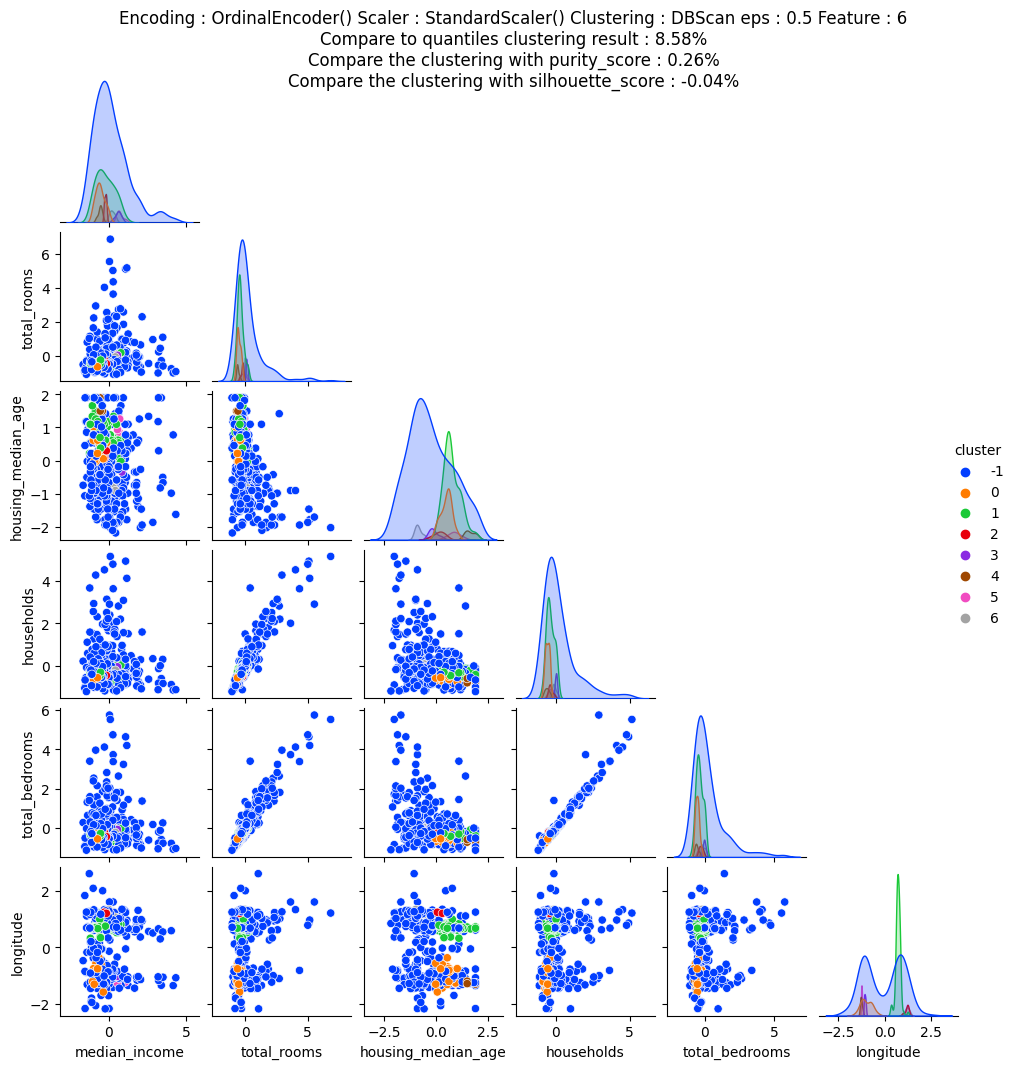 Encoding : OrdinalEncoder() Scaler : StandardScaler() Clustering : DBScan eps : 0.5 Feature : 6
Compare to quantiles clustering result : 8.58%
Compare the clustering with purity_score : 0.26%
Compare the clustering with silhouette_score : -0.04%
total_rooms
6
4
2
0
housing_median_age
2
1
0
−1
−2
households
4
2
0
total_bedrooms
6
4
2
0
longitude
2
0
−2
0
5
median_income
0
5
total_rooms
−2.5
0.0
2.5
housing_median_age
0
5
households
0
5
total_bedrooms
−2.5
0.0
2.5
longitude
cluster
-1
0
1
2
3
4
5
6